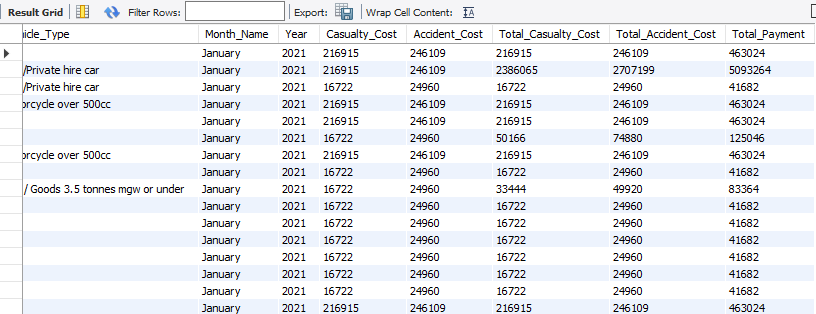 Result Grid Filter Rows: Export: Wrap Cell Content:
hicle_Type Month_Name Year Casualty_Cost Accident_Cost Total_Casualty_Cost Total_Accident_Cost Total_Payment
January 2021 216915 246109 216915 246109 463024
/Private hire car January 2021 216915 246109 2386065 2707199 5093264
/Private hire car January 2021 16722 24960 16722 24960 41682
orcycle over 500cc January 2021 216915 246109 216915 246109 463024
January 2021 216915 246109 216915 246109 463024
January 2021 16722 24960 50166 74880 125046
orcycle over 500cc January 2021 216915 246109 216915 246109 463024
January 2021 16722 24960 16722 24960 41682
/ Goods 3.5 tonnes mgw or under January 2021 16722 24960 33444 49920 83364
January 2021 16722 24960 16722 24960 41682
January 2021 16722 24960 16722 24960 41682
January 2021 16722 24960 16722 24960 41682
January 2021 16722 24960 16722 24960 41682
January 2021 16722 24960 16722 24960 41682
January 2021 16722 24960 16722 24960 41682
January 2021 216915 246109 216915 246109 463024